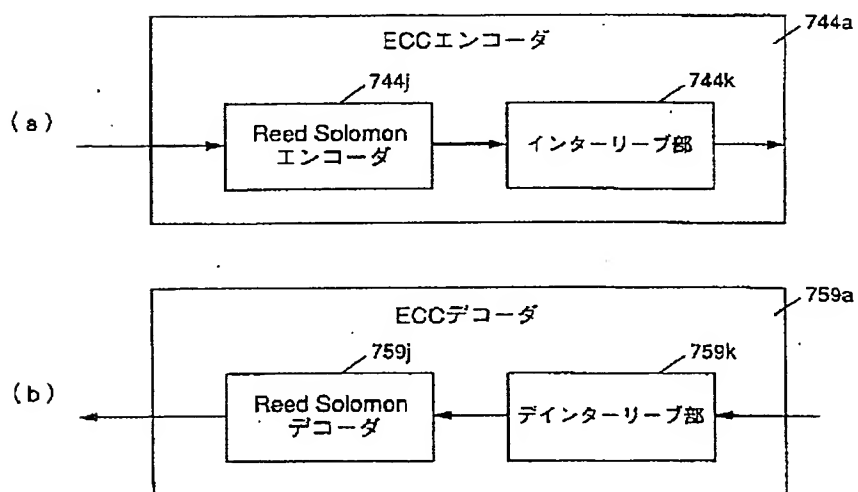 744a
ECCエンコーダ
744j
744k
(a)
Reed Solomon
エンコーダ
インターリーブ部
759a
ECCデコーダ
759j
759k
(b)
Reed Solomon
デコーダ
デインターリーブ部